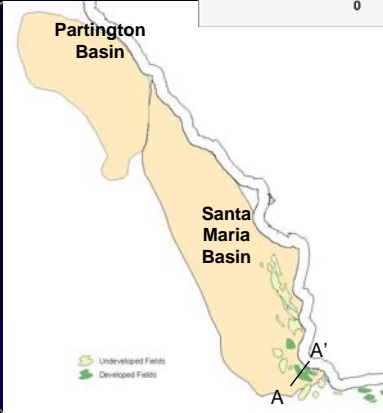 0
Partington
Basin
Santa
Maria
Basin
Undeveloped Fields
Developed Fields
A'
A